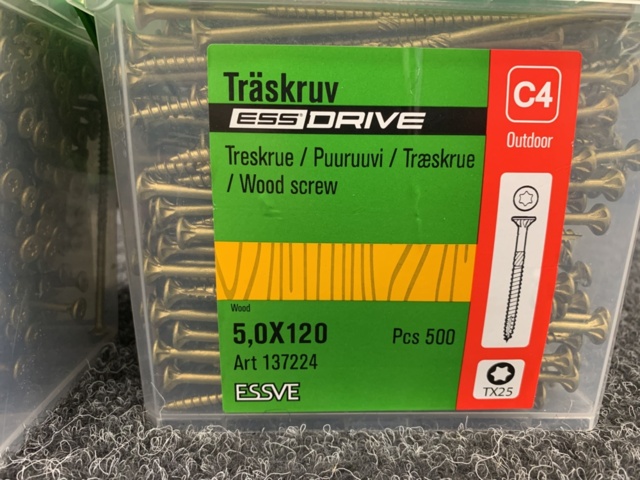 Träskruv
ESSDRIVE
Treskrue / Puuruuvi / Træskrue
/ Wood screw
Wood
5,0X120
Pcs 500
Art 137224
ESSVE
C4
Outdoor
TX25